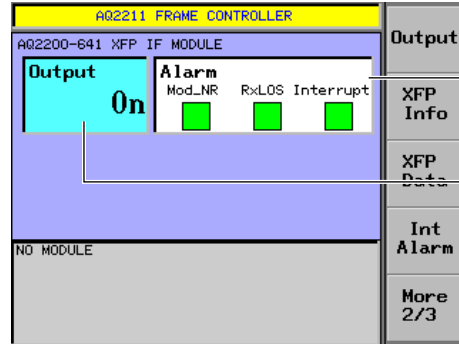 AQ2211 FRAME CONTROLLER
AQ2200-641 XFP IF MODULE
Output
On
Alarm
Mod_NR RxLOS Interrupt
NO MODULE
Output
XFP
Info
XFP
Data
Int
Alarm
More
2/3